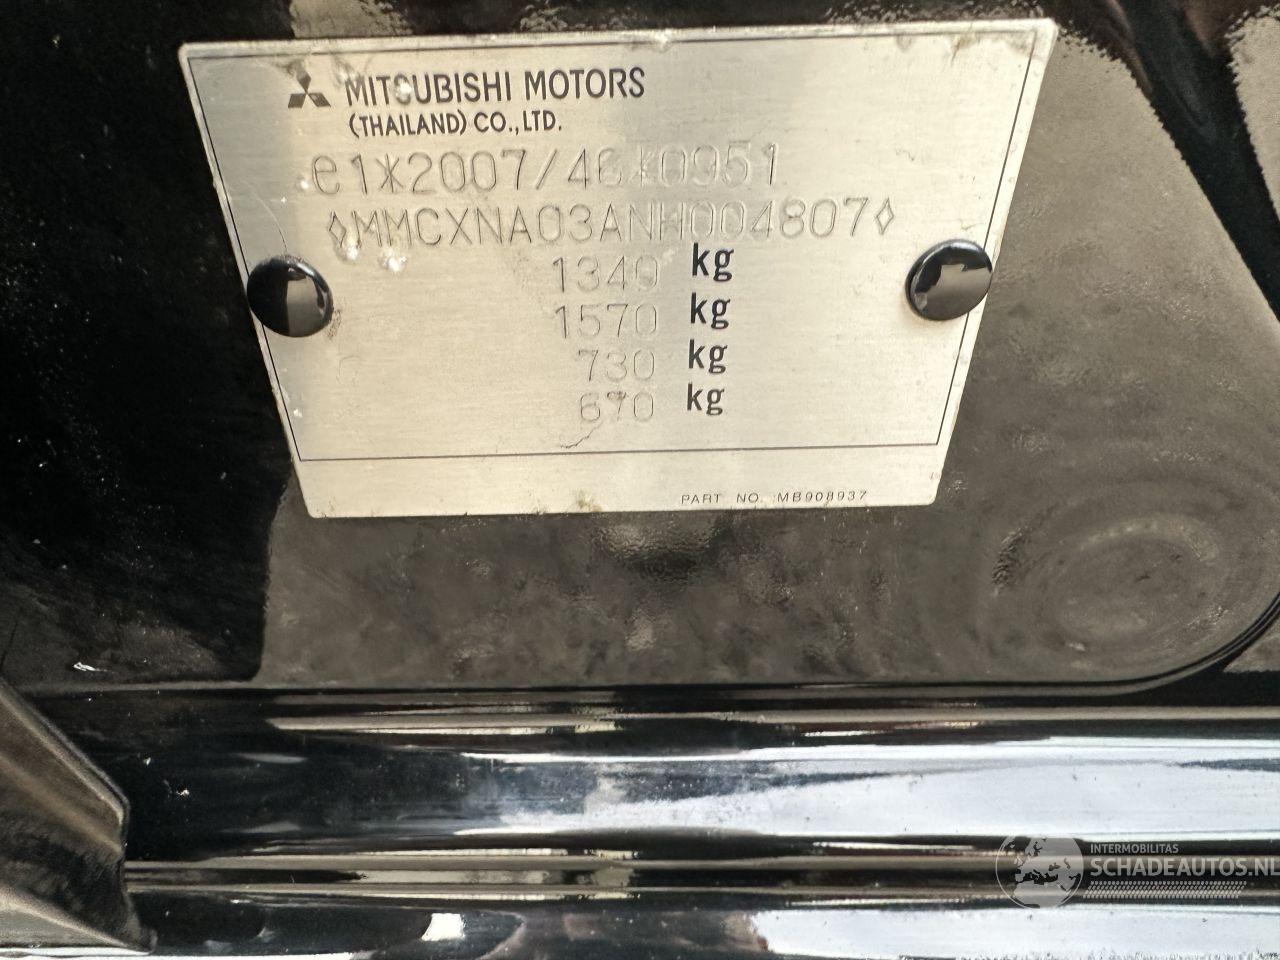 MITSUBISHI MOTORS
(THAILAND) CO.,LTD.
e1*2007/46*0951
◊MMCXNA03ANH004807◊
1340 kg
1570 kg
730 kg
670 kg
PART NO. MB908937
INTERMOBILITAS
SCHADEAUTOS.NL